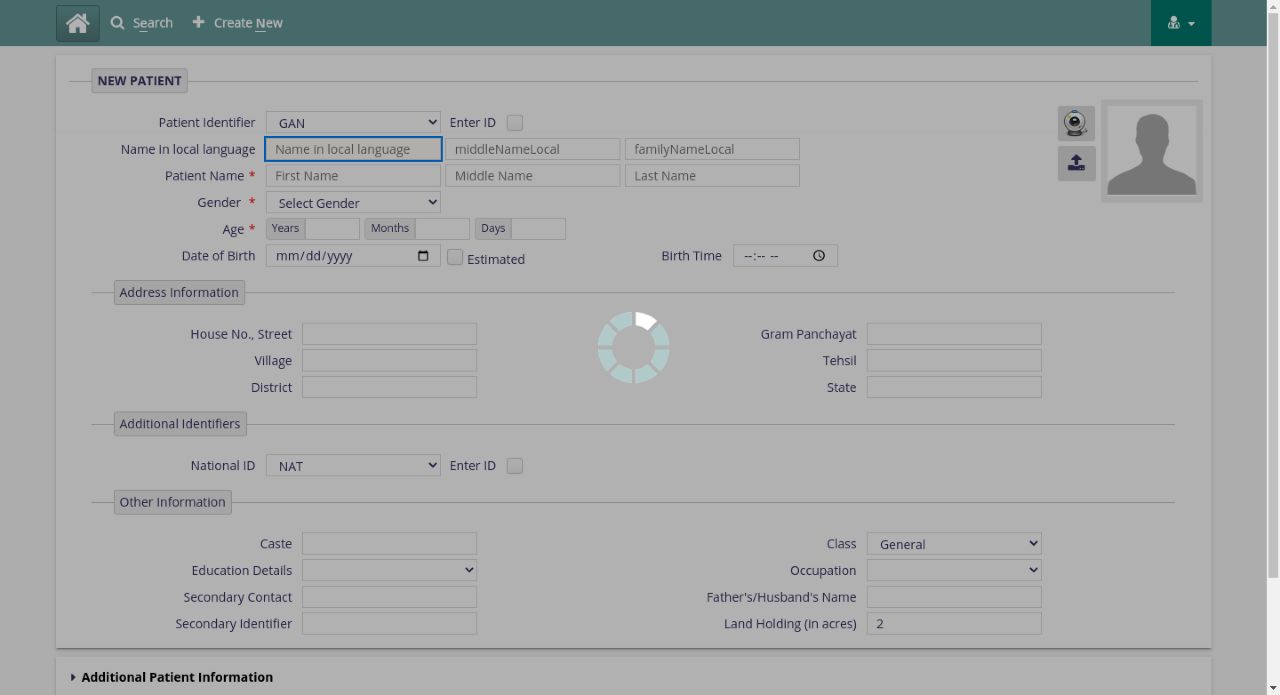 Search Create New
NEW PATIENT
Patient Identifier GAN Enter ID
Name in local language Name in local language middleNameLocal familyNameLocal
Patient Name * First Name Middle Name Last Name
Gender * Select Gender
Age * Years Months Days
Date of Birth mm/dd/yyyy Estimated Birth Time --:-- --
Address Information
House No., Street Gram Panchayat
Village Tehsil
District State
Additional Identifiers
National ID NAT Enter ID
Other Information
Caste Class General
Education Details Occupation
Secondary Contact Father's/Husband's Name
Secondary Identifier Land Holding (in acres) 2
Additional Patient Information